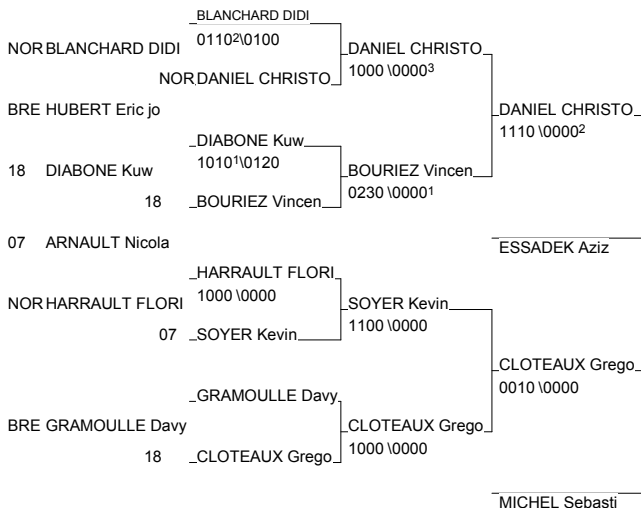 BLANCHARD DIDI
NOR BLANCHARD DIDI
0110²\0100
DANIEL CHRISTO
NOR DANIEL CHRISTO
1000 \0000³
BRE HUBERT Eric jo
DANIEL CHRISTO
1110 \0000²
DIABONE Kuw
18 DIABONE Kuw
1010¹\0120
BOURIEZ Vincen
18 BOURIEZ Vincen
0230 \0000¹
07 ARNAULT Nicola
ESSADEK Aziz
HARRAULT FLORI
NOR HARRAULT FLORI
1000 \0000
SOYER Kevin
07 SOYER Kevin
1100 \0000
CLOTEAUX Grego
0010 \0000
GRAMOULLE Davy
BRE GRAMOULLE Davy
CLOTEAUX Grego
18 CLOTEAUX Grego
1000 \0000
MICHEL Sebasti